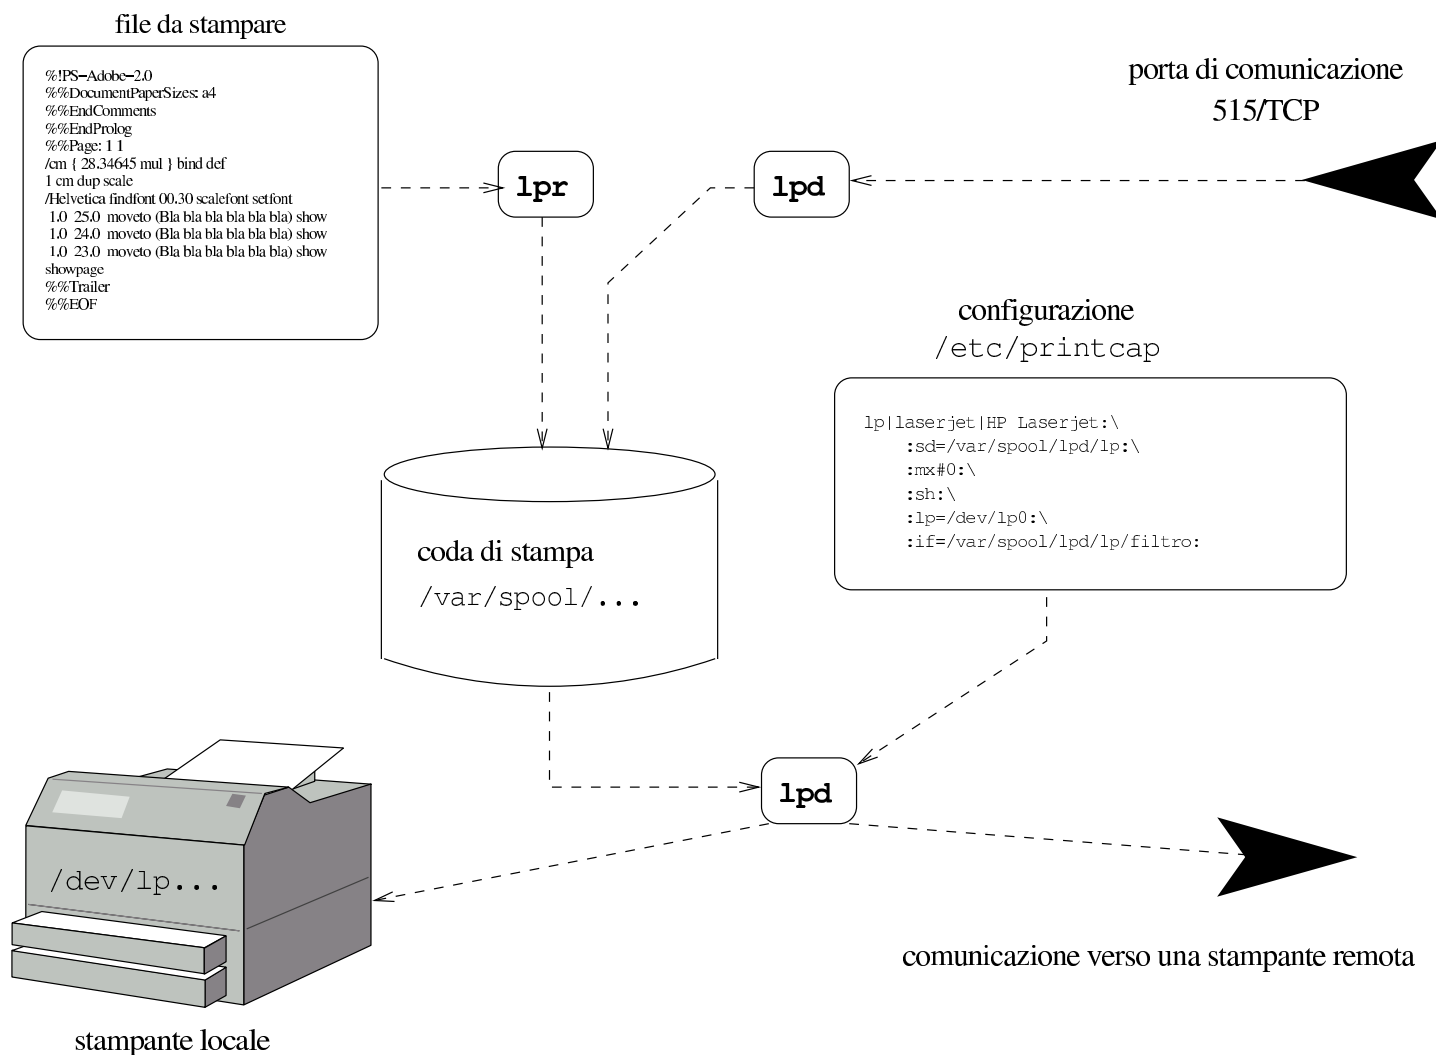 file da stampare
%!PS−Adobe−2.0
%%DocumentPaperSizes: a4
%%EndComments
%%EndProlog
%%Page: 1 1
/cm { 28.34645 mul } bind def
1 cm dup scale
/Helvetica findfont 00.30 scalefont setfont
1.0 25.0 moveto (Bla bla bla bla bla bla) show
1.0 24.0 moveto (Bla bla bla bla bla bla) show
1.0 23.0 moveto (Bla bla bla bla bla bla) show
showpage
%%Trailer
%%EOF
lpr
lpd
porta di comunicazione
515/TCP
configurazione
/etc/printcap
lp|laserjet|HP Laserjet:\
:sd=/var/spool/lpd/lp:\
:mx#0:\
:sh:\
:lp=/dev/lp0:\
:if=/var/spool/lpd/lp/filtro:
coda di stampa
/var/spool/...
lpd
/dev/lp...
stampante locale
comunicazione verso una stampante remota